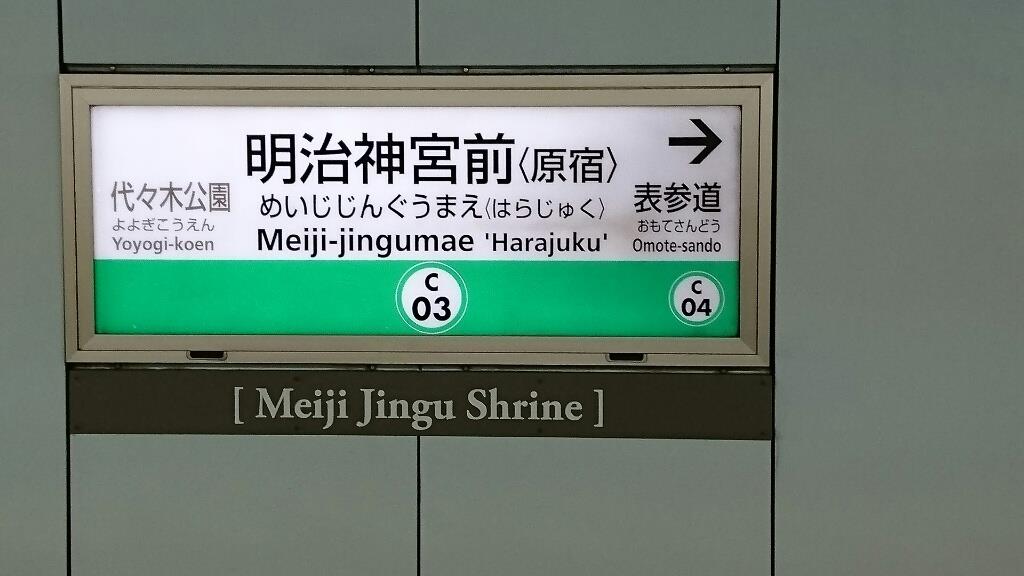 明治神宮前〈原宿〉
めいじじんぐうまえ〈はらじゅく〉
Meiji-jingumae 'Harajuku'
代々木公園
よよぎこうえん
Yoyogi-koen
表参道
おもてさんどう
Omote-sando
C
03
C
04
[ Meiji Jingu Shrine ]